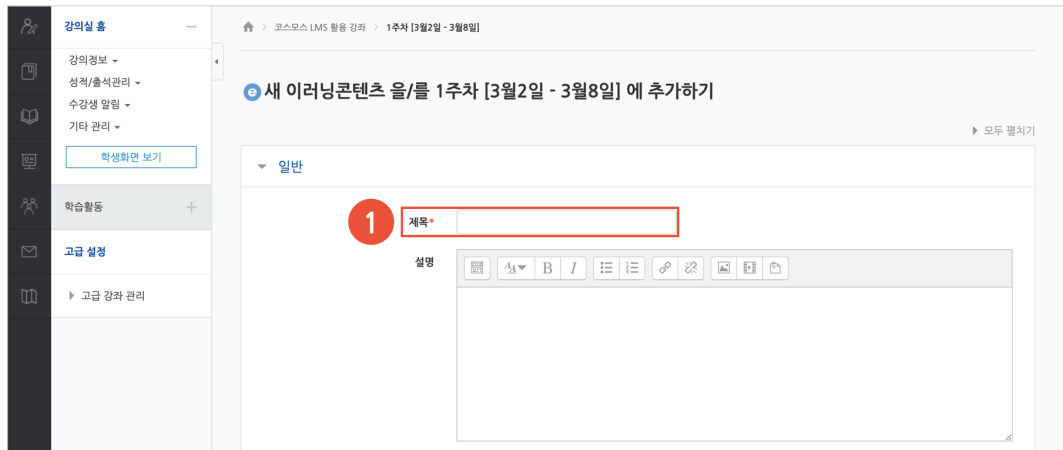 강의실 홈
강의정보
성적/출석관리
수강생 알림
기타 관리
학생화면 보기
학습활동
고급 설정
고급 강좌 관리
코스모스 LMS 활용 강좌 > 1주차 [3월2일 - 3월8일]
e 새 이러닝콘텐츠 을/를 1주차 [3월2일 - 3월8일] 에 추가하기
모두 펼치기
일반
1 제목*
설명
B I